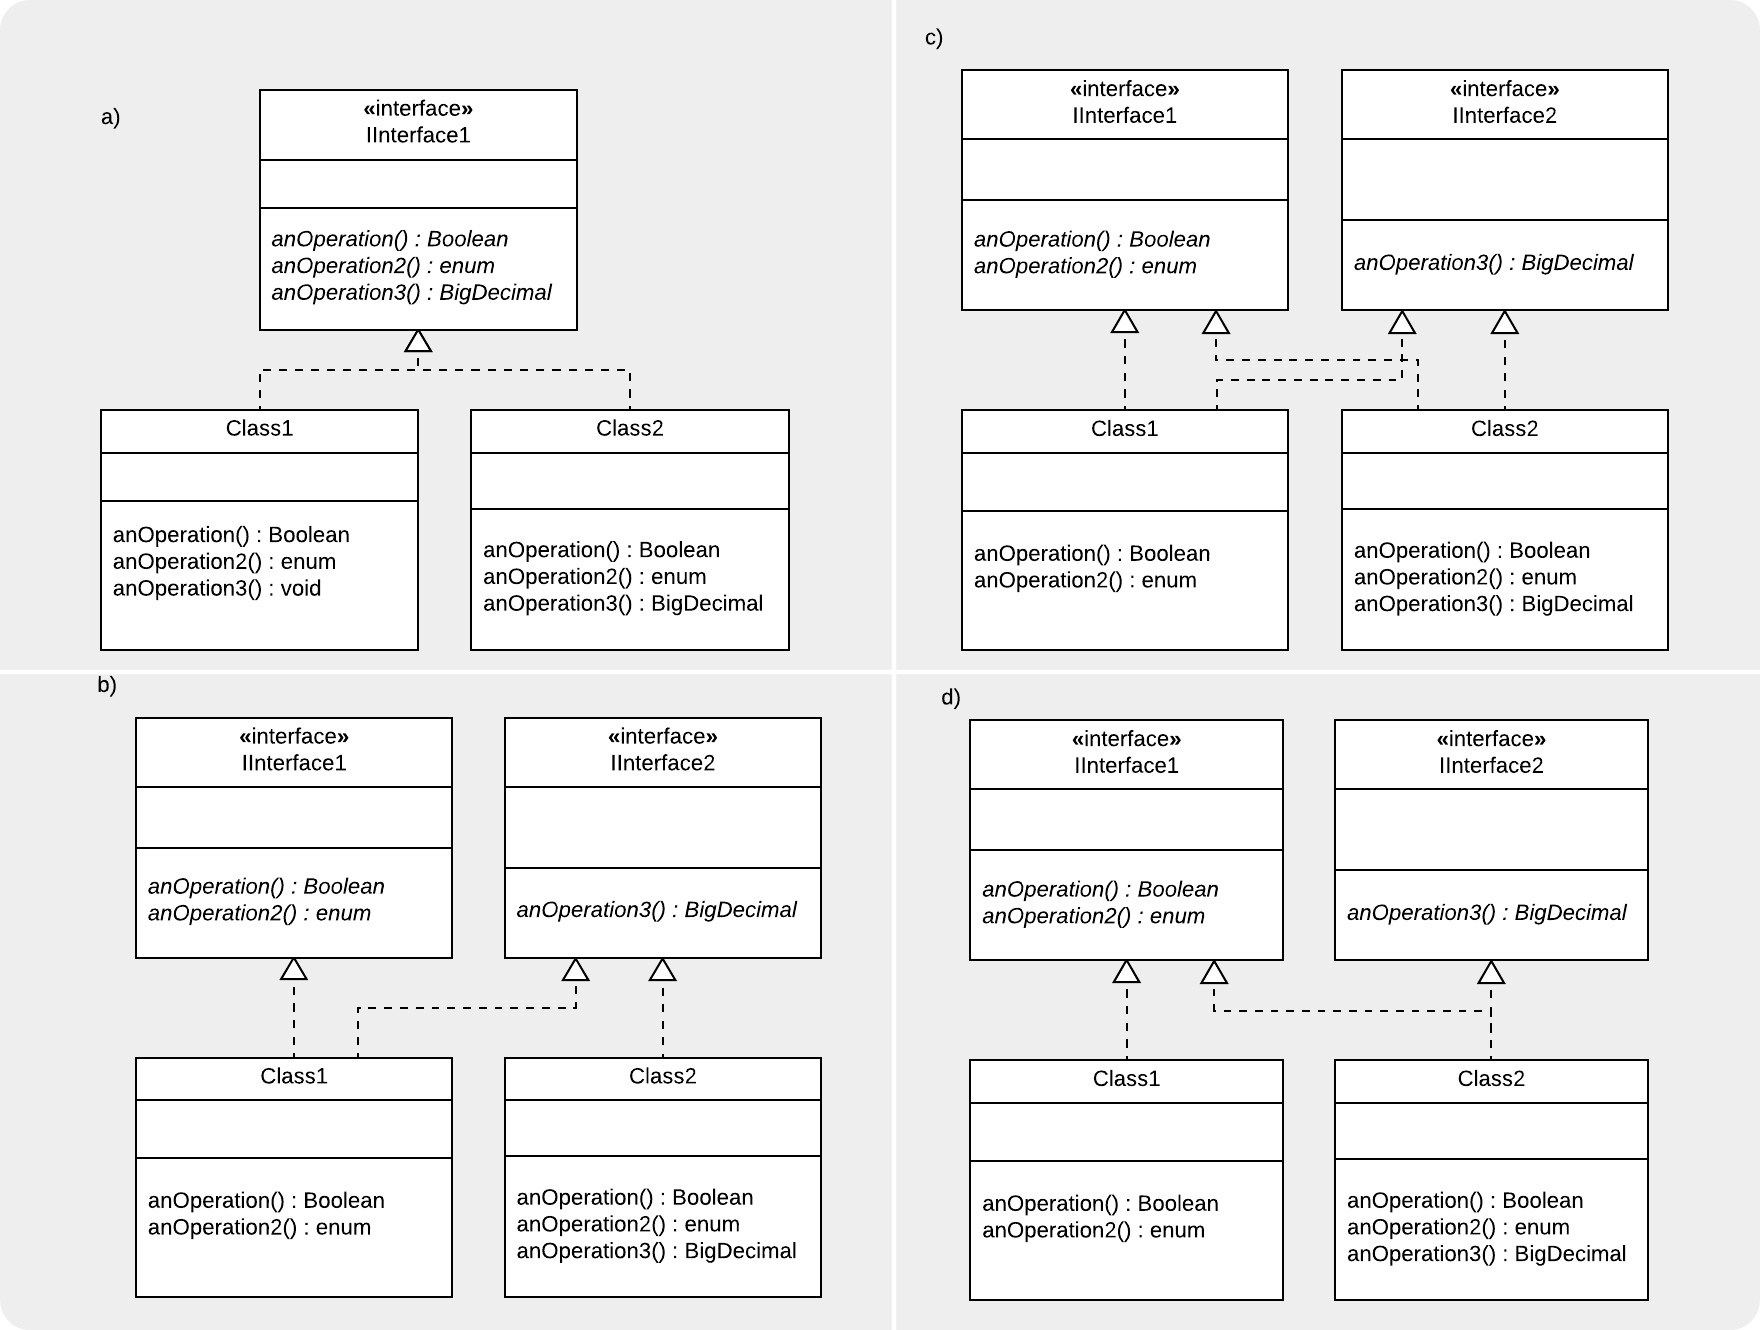 a)
«interface»
IInterface1
anOperation() : Boolean
anOperation2() : enum
anOperation3() : BigDecimal
Class1
anOperation() : Boolean
anOperation2() : enum
anOperation3() : void
Class2
anOperation() : Boolean
anOperation2() : enum
anOperation3() : BigDecimal
b)
«interface»
IInterface1
anOperation() : Boolean
anOperation2() : enum
«interface»
IInterface2
anOperation3() : BigDecimal
Class1
anOperation() : Boolean
anOperation2() : enum
Class2
anOperation() : Boolean
anOperation2() : enum
anOperation3() : BigDecimal
c)
«interface»
IInterface1
anOperation() : Boolean
anOperation2() : enum
«interface»
IInterface2
anOperation3() : BigDecimal
Class1
anOperation() : Boolean
anOperation2() : enum
Class2
anOperation() : Boolean
anOperation2() : enum
anOperation3() : BigDecimal
d)
«interface»
IInterface1
anOperation() : Boolean
anOperation2() : enum
«interface»
IInterface2
anOperation3() : BigDecimal
Class1
anOperation() : Boolean
anOperation2() : enum
Class2
anOperation() : Boolean
anOperation2() : enum
anOperation3() : BigDecimal